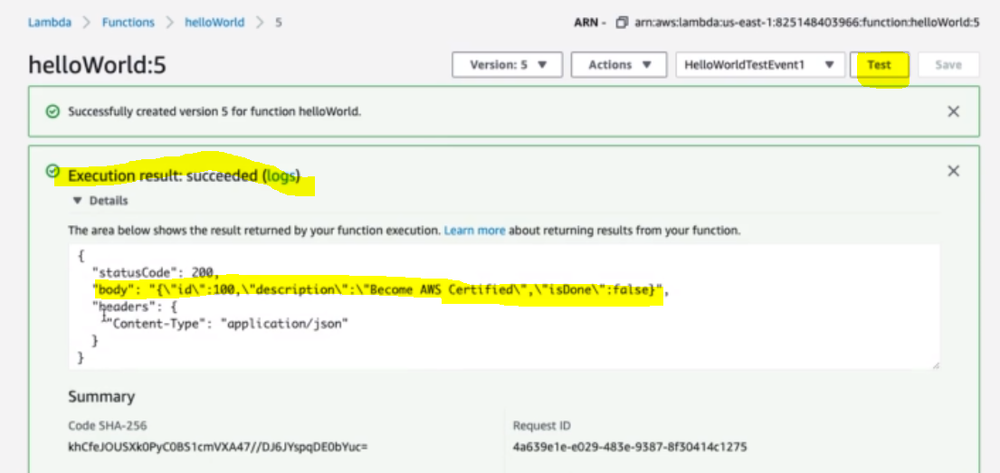 Lambda > Functions > helloWorld > 5
ARN - arn:aws:lambda:us-east-1:825148403966:function:helloWorld:5
helloWorld:5
Version: 5 ▼ Actions ▼ HelloWorldTestEvent1 ▼ Test Save
Successfully created version 5 for function helloWorld.
Execution result: succeeded (logs)
▼ Details
The area below shows the result returned by your function execution. Learn more about returning results from your function.
{
"statusCode": 200,
"body": "{\"id\":100,\"description\":\"Become AWS Certified\",\"isDone\":false}",
"headers": {
"Content-Type": "application/json"
}
}
Summary
Code SHA-256
Request ID
khCfeJOUSXk0PyC0BS1cmVXA47//DJ6JYspqDE0bYuc=
4a639e1e-e029-483e-9387-8f30414c1275